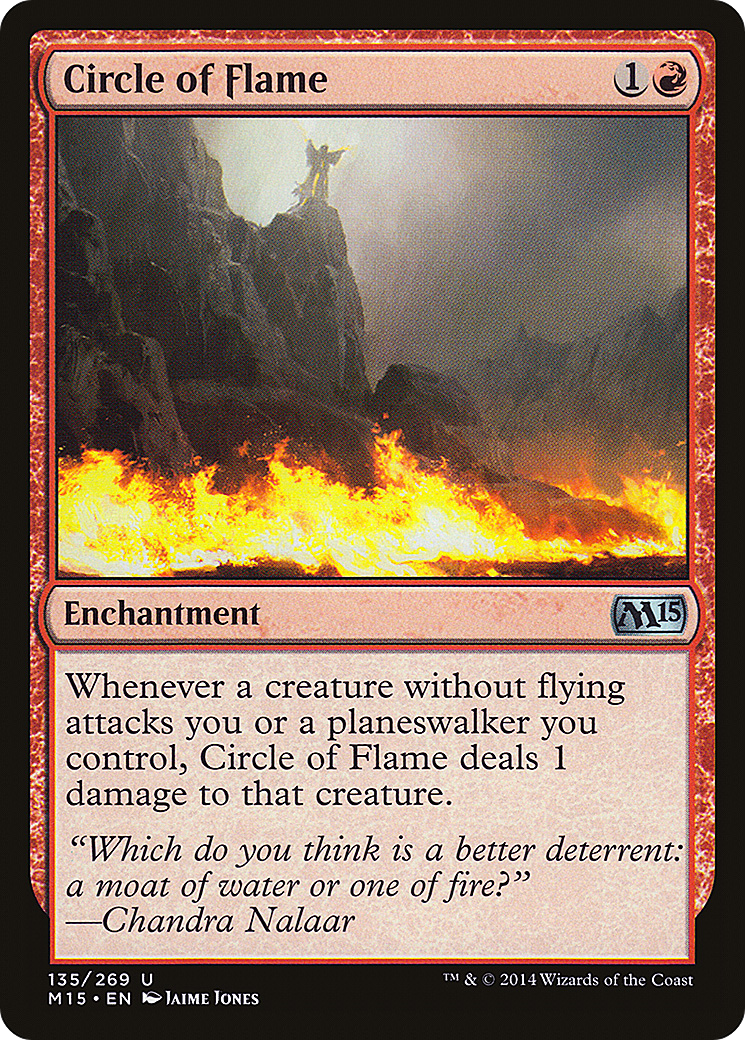 Circle of Flame 1
Enchantment M15
Whenever a creature without flying
attacks you or a planeswalker you
control, Circle of Flame deals 1
damage to that creature.
“Which do you think is a better deterrent:
a moat of water or one of fire?”
—Chandra Nalaar
135/269 U
M15 • EN Jaime Jones
™ & © 2014 Wizards of the Coast